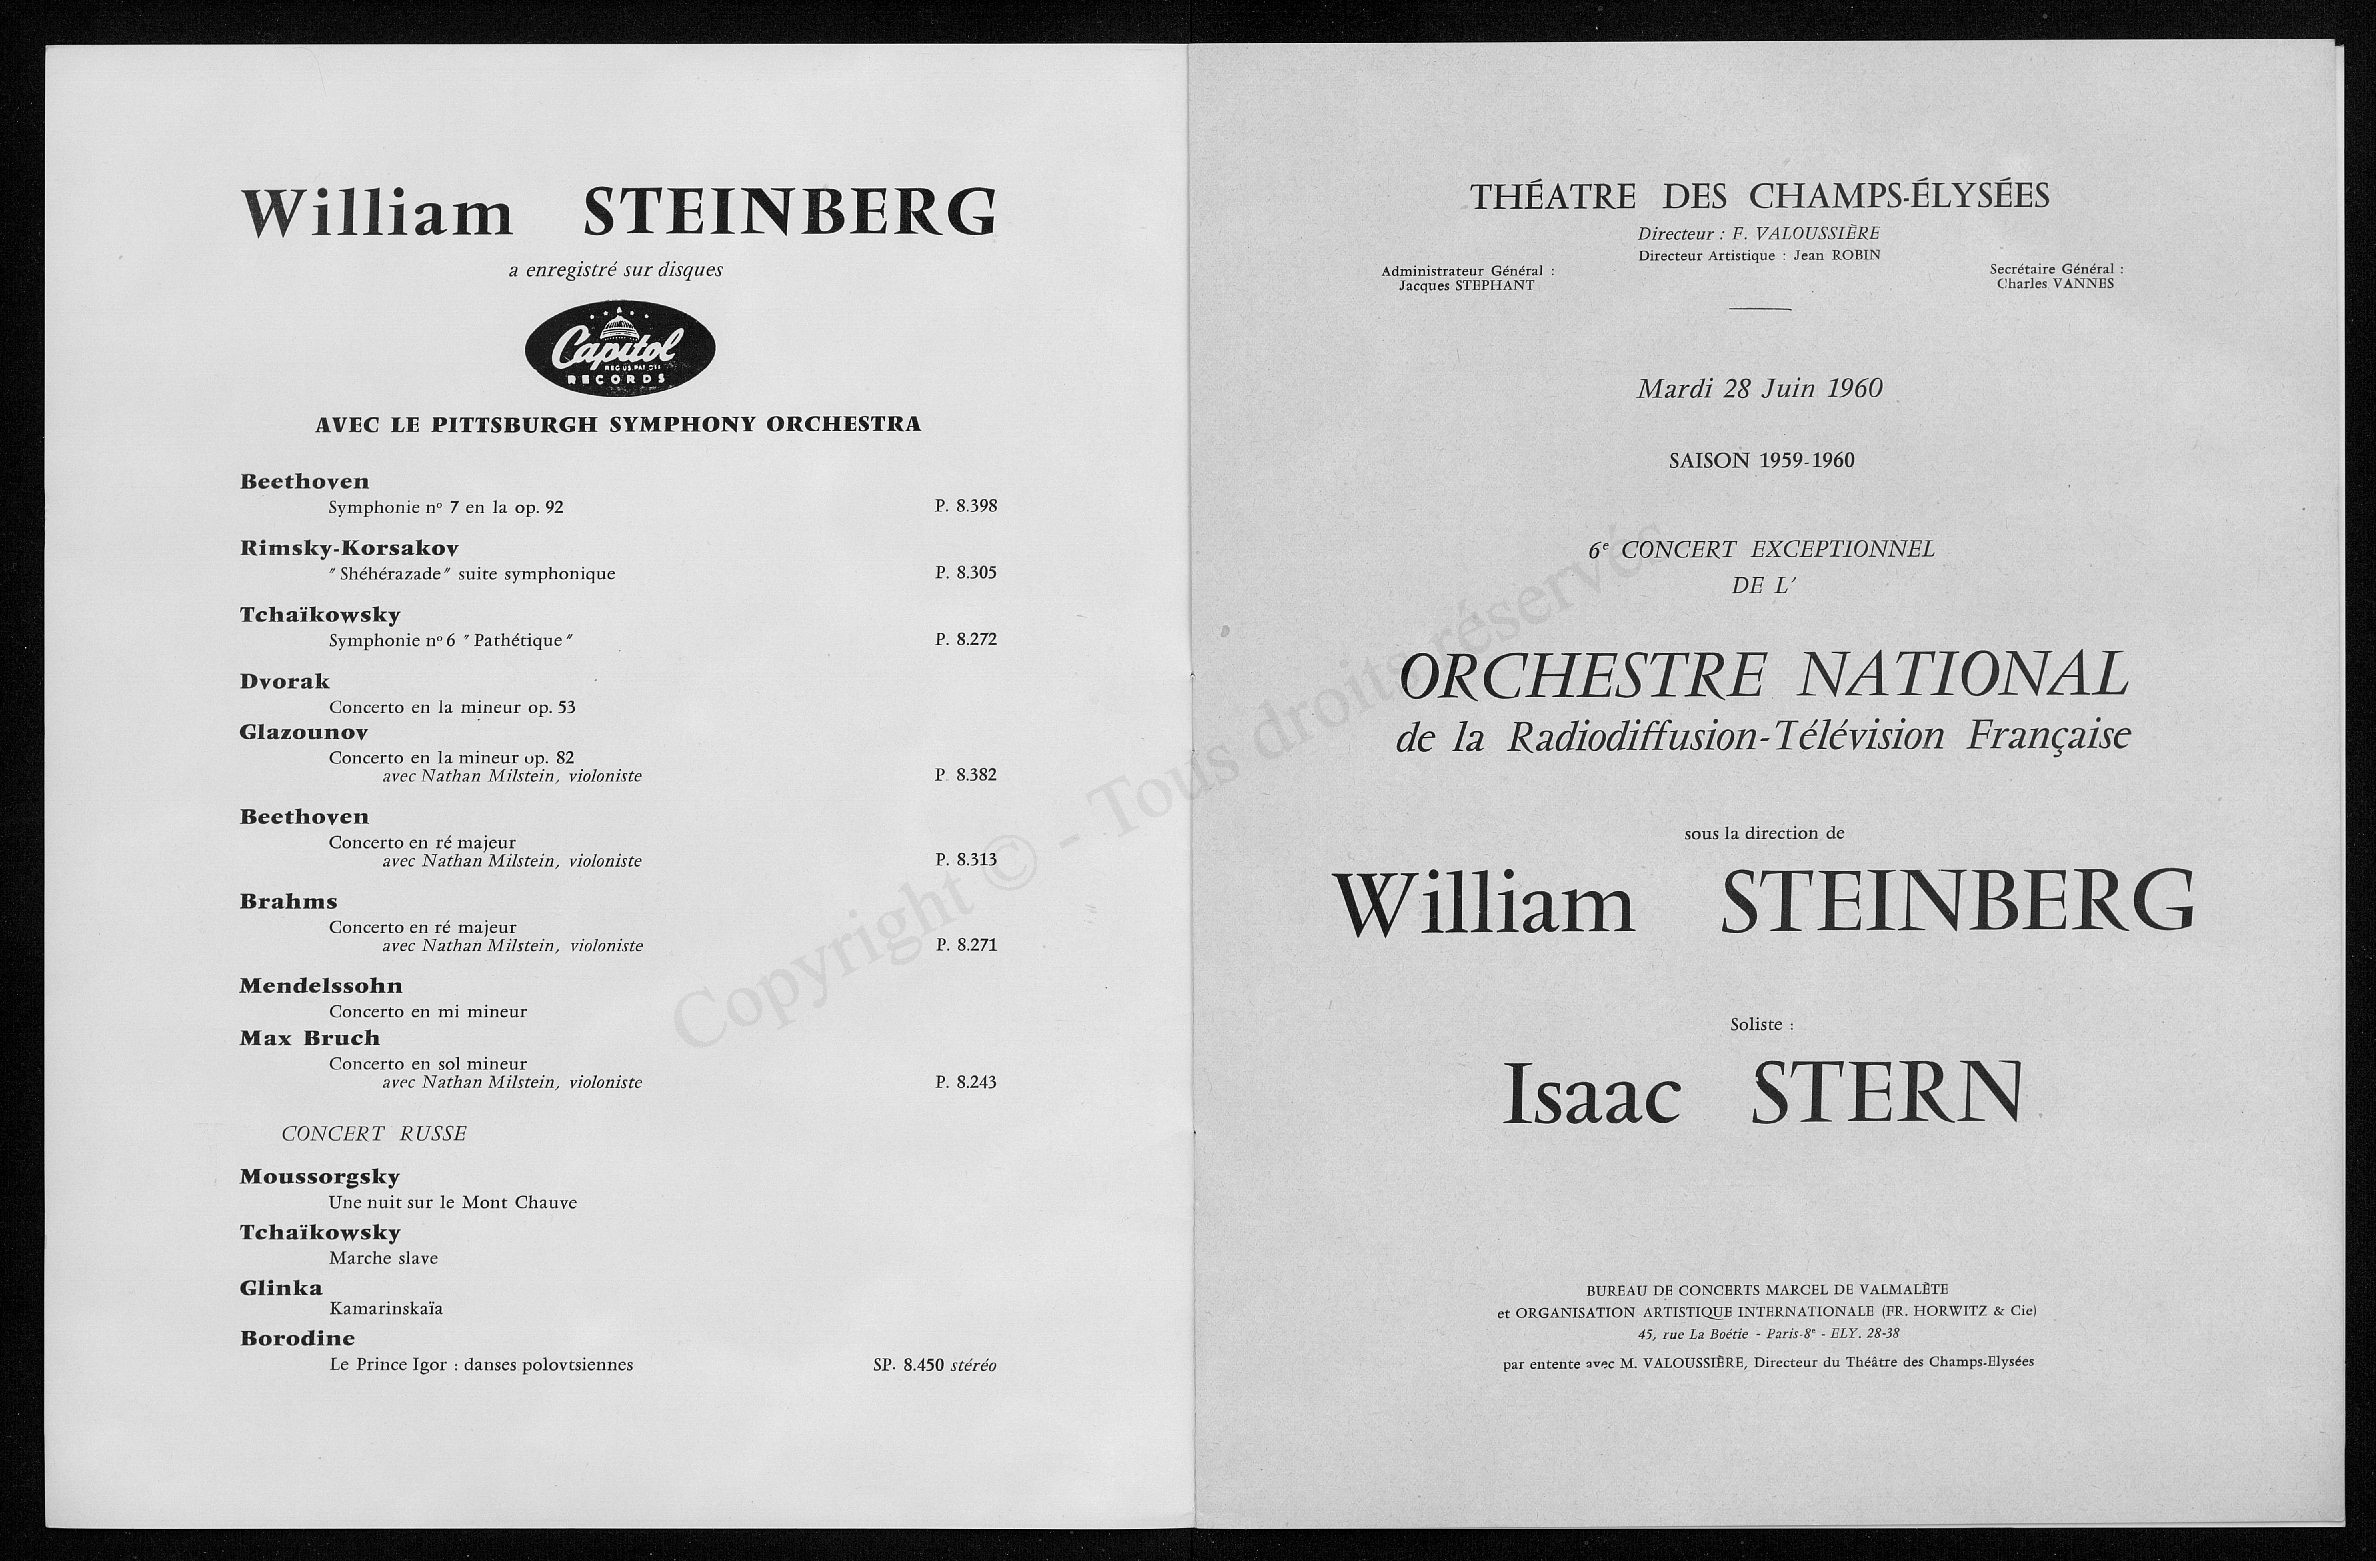 William STEINBERG
a enregistré sur disques
Capitol
REG. US. PAT. OFF.
RECORDS
AVEC LE PITTSBURGH SYMPHONY ORCHESTRA
Beethoven
Symphonie nº 7 en la op. 92 P. 8.398
Rimsky-Korsakov
"Shéhérazade" suite symphonique P. 8.305
Tchaïkowsky
Symphonie nº 6 "Pathétique" P. 8.272
Dvorak
Concerto en la mineur op. 53
Glazounov
Concerto en la mineur op. 82
avec Nathan Milstein, violoniste P. 8.382
Beethoven
Concerto en ré majeur
avec Nathan Milstein, violoniste P. 8.313
Brahms
Concerto en ré majeur
avec Nathan Milstein, violoniste P. 8.271
Mendelssohn
Concerto en mi mineur
Max Bruch
Concerto en sol mineur
avec Nathan Milstein, violoniste P. 8.243
CONCERT RUSSE
Moussorgsky
Une nuit sur le Mont Chauve
Tchaïkowsky
Marche slave
Glinka
Kamarinskaïa
Borodine
Le Prince Igor : danses polovtsiennes SP. 8.450 stéréo
THÉATRE DES CHAMPS-ÉLYSÉES
Directeur : F. VALOUSSIÈRE
Directeur Artistique : Jean ROBIN
Administrateur Général :
Jacques STEPHANT
Secrétaire Général :
Charles VANNES
Mardi 28 Juin 1960
SAISON 1959-1960
6e CONCERT EXCEPTIONNEL
DE L'
ORCHESTRE NATIONAL
de la Radiodiffusion-Télévision Française
sous la direction de
William STEINBERG
Soliste :
Isaac STERN
BUREAU DE CONCERTS MARCEL DE VALMALÈTE
et ORGANISATION ARTISTIQUE INTERNATIONALE (FR. HORWITZ & Cie)
45, rue La Boétie - Paris-8e - ELY. 28-38
par entente avec M. VALOUSSIÈRE, Directeur du Théâtre des Champs-Elysées
Copyright © - Tous droits réservés